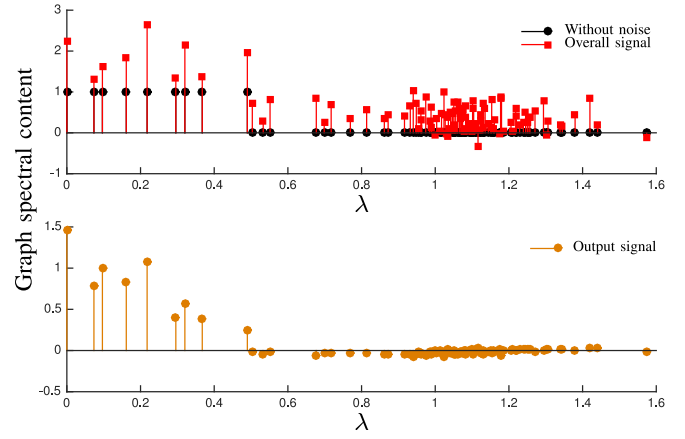 Graph spectral content
3
2
1
0
-1
Without noise
Overall signal
0 0.2 0.4 0.6 0.8 1 1.2 1.4 1.6
λ
1.5
1
0.5
0
-0.5
Output signal
0 0.2 0.4 0.6 0.8 1 1.2 1.4 1.6
λ